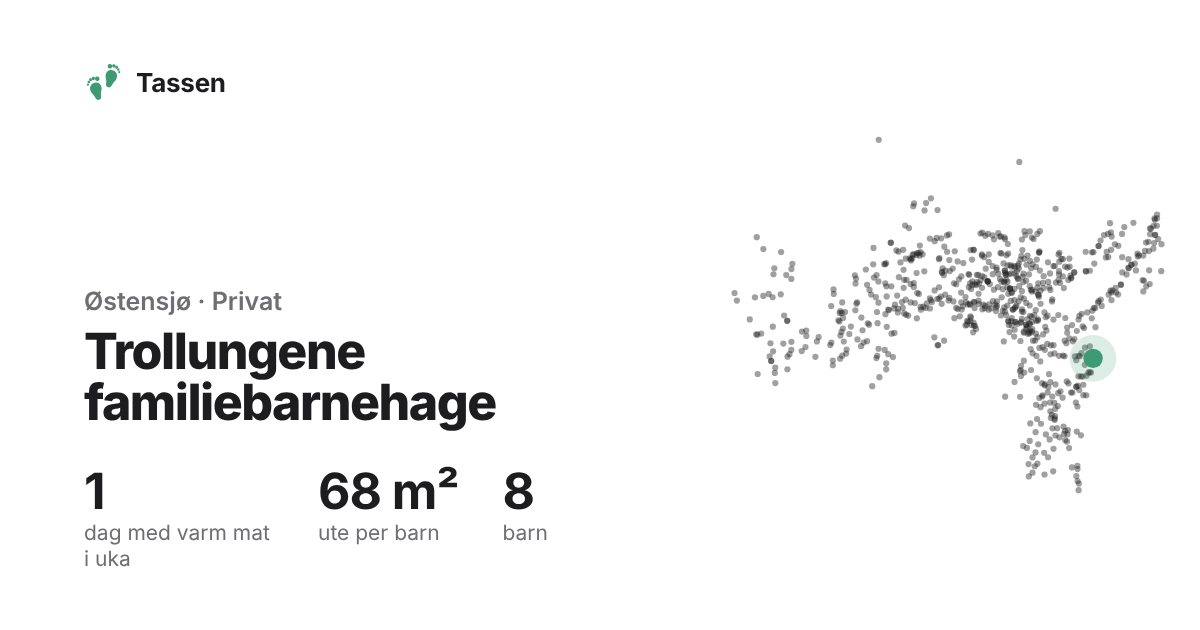 Tassen
Østensjø · Privat
Trollungene
familiebarnehage
1
dag med varm mat
i uka
68 m²
ute per barn
8
barn